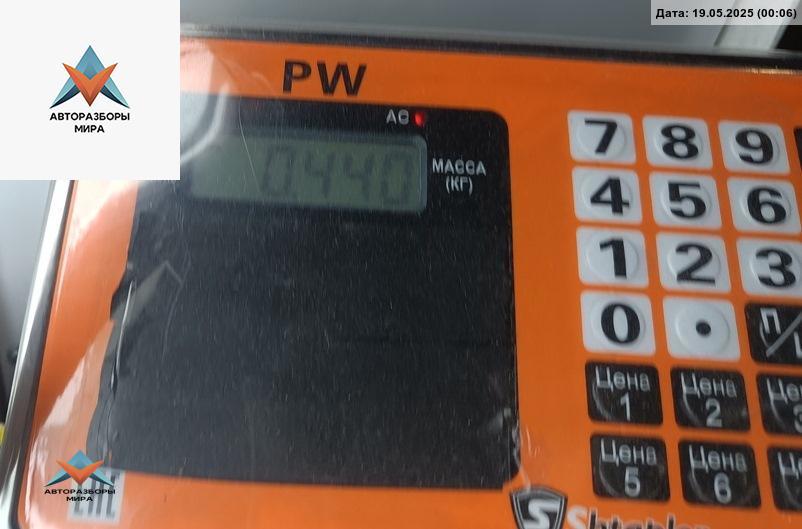 Дата: 19.05.2025 (00:06)
АВТОРАЗБОРЫ
МИРА
PW
AC
0.440
МАССА
(КГ)
7 8 9
4 5 6
1 2 3
0 .
Цена
1
Цена
2
Цена
5
Цена
6
АВТОРАЗБОРЫ
МИРА